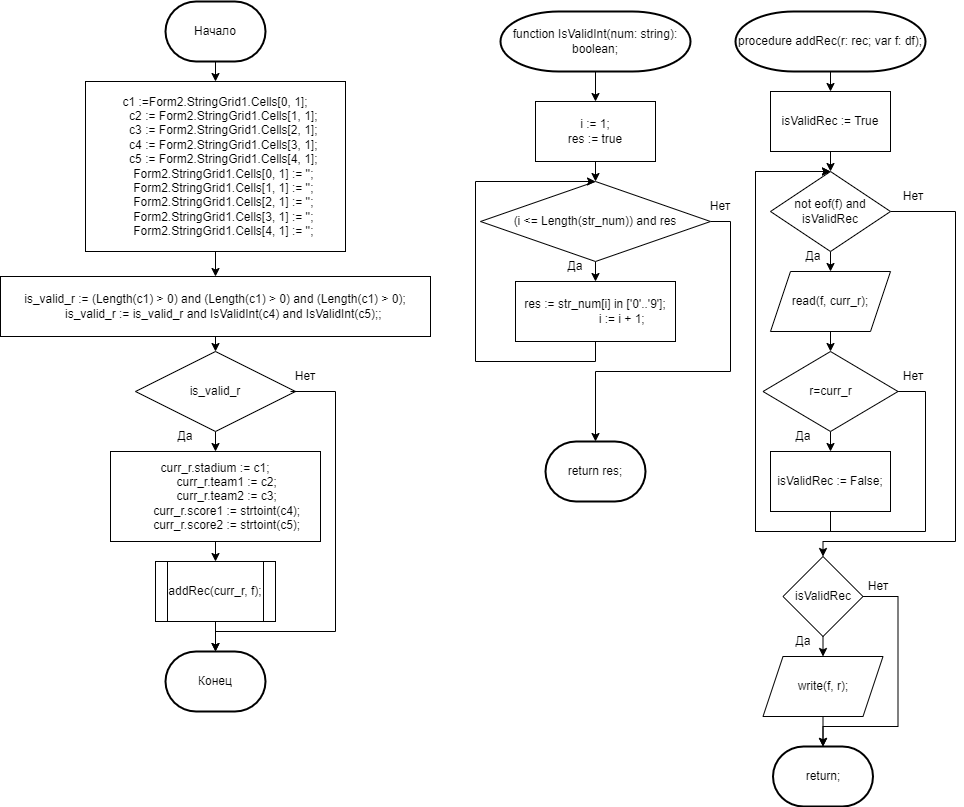 Начало
c1 :=Form2.StringGrid1.Cells[0, 1];
c2 := Form2.StringGrid1.Cells[1, 1];
c3 := Form2.StringGrid1.Cells[2, 1];
c4 := Form2.StringGrid1.Cells[3, 1];
c5 := Form2.StringGrid1.Cells[4, 1];
Form2.StringGrid1.Cells[0, 1] := '';
Form2.StringGrid1.Cells[1, 1] := '';
Form2.StringGrid1.Cells[2, 1] := '';
Form2.StringGrid1.Cells[3, 1] := '';
Form2.StringGrid1.Cells[4, 1] := '';
is_valid_r := (Length(c1) > 0) and (Length(c1) > 0) and (Length(c1) > 0);
is_valid_r := is_valid_r and IsValidInt(c4) and IsValidInt(c5);;
is_valid_r
Нет
Да
curr_r.stadium := c1;
curr_r.team1 := c2;
curr_r.team2 := c3;
curr_r.score1 := strtoint(c4);
curr_r.score2 := strtoint(c5);
addRec(curr_r, f);
Конец
function IsValidInt(num: string):
boolean;
i := 1;
res := true
(i <= Length(str_num)) and res
Нет
Да
res := str_num[i] in ['0'..'9'];
i := i + 1;
return res;
procedure addRec(r: rec; var f: df);
isValidRec := True
not eof(f) and
isValidRec
Нет
Да
read(f, curr_r);
r=curr_r
Нет
Да
isValidRec := False;
isValidRec
Нет
Да
write(f, r);
return;